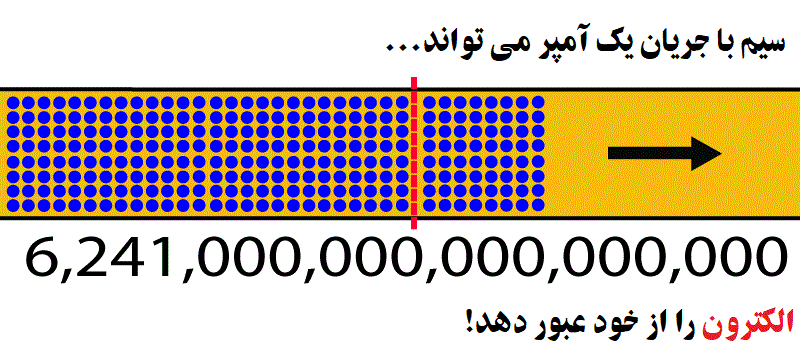 سیم با جریان یک آمپر می تواند...
6,241,000,000,000,000,000
الکترون را از خود عبور دهد!